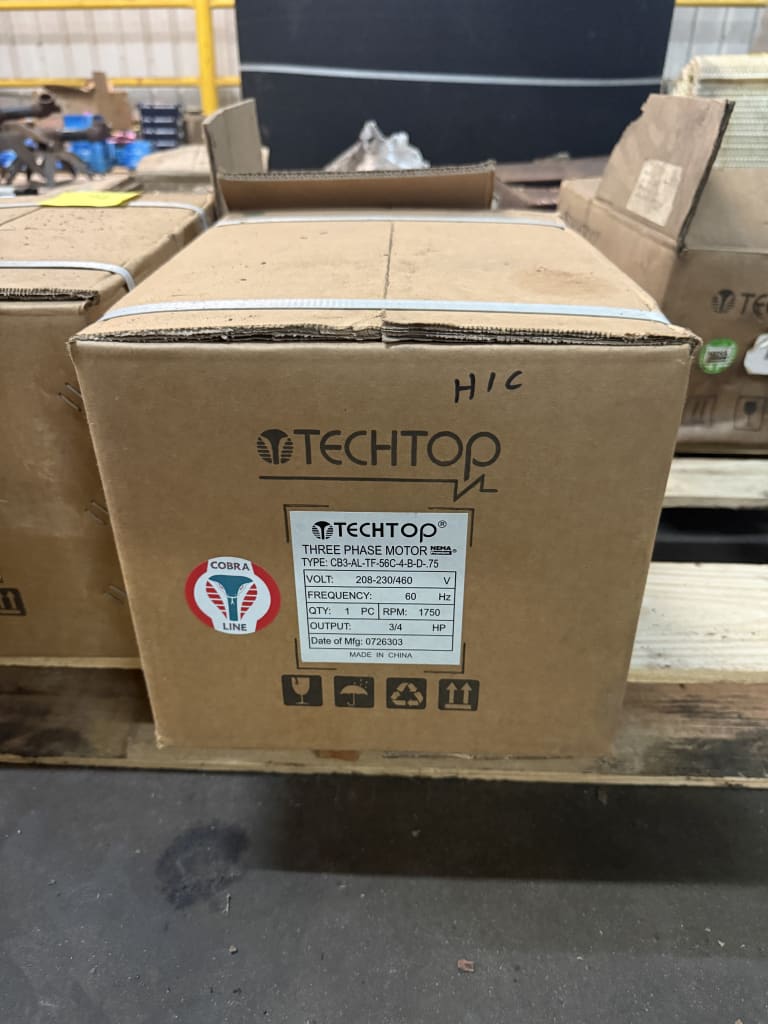 H1C
TECHTOP
TECHTOP®
THREE PHASE MOTOR NEMA ®
TYPE: CB3-AL-TF-56C-4-B-D-.75
VOLT: 208-230/460 V
FREQUENCY: 60 Hz
QTY: 1 PC RPM: 1750
OUTPUT: 3/4 HP
Date of Mfg: 0726303
MADE IN CHINA
COBRA
LINE
TE